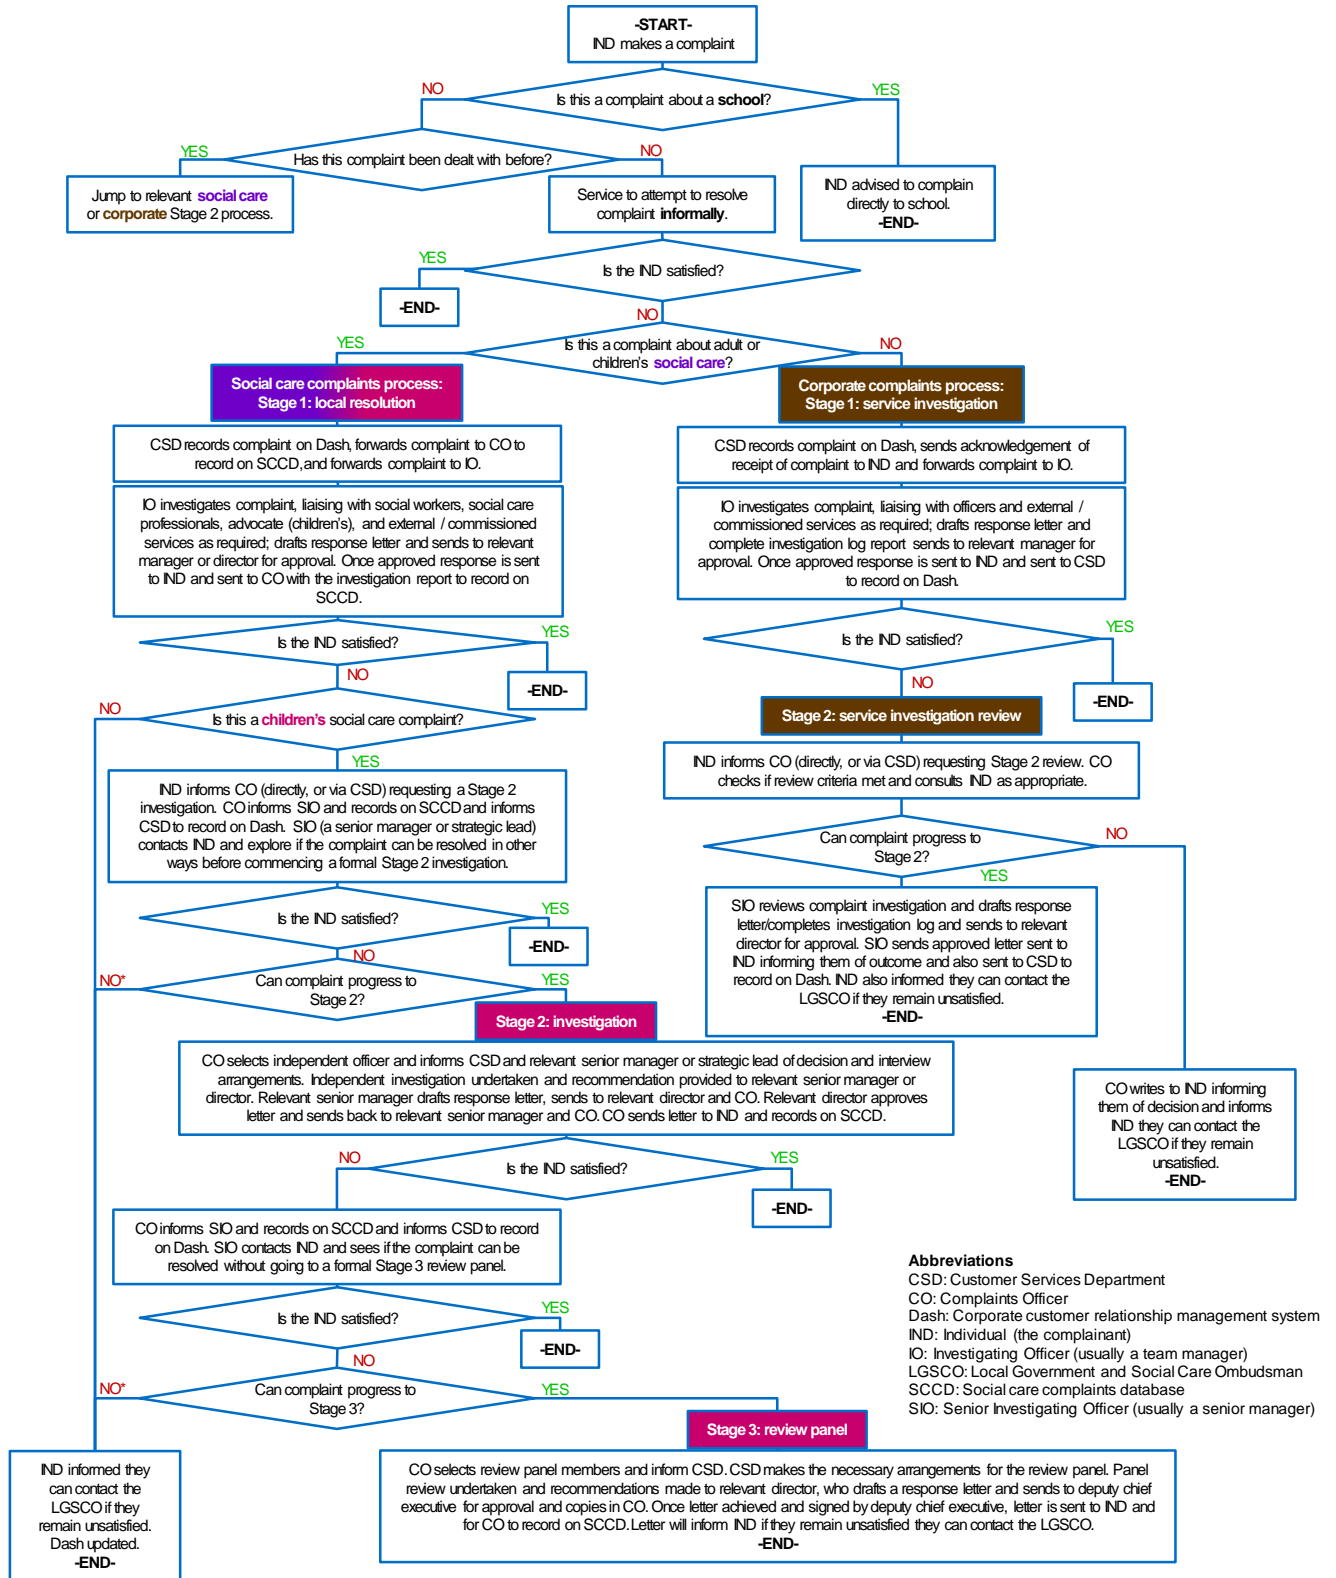 -START-
IND makes a complaint
NO
YES
Is this a complaint about a school?
YES
NO
Has this complaint been dealt with before?
Jump to relevant social care
or corporate Stage 2 process.
Service to attempt to resolve
complaint informally.
IND advised to complain
directly to school.
-END-
YES
Is the IND satisfied?
-END-
NO
YES
Is this a complaint about adult or
children's social care?
NO
Social care complaints process:
Stage 1: local resolution
Corporate complaints process:
Stage 1: service investigation
CSD records complaint on Dash, forwards complaint to CO to
record on SCCD, and forwards complaint to IO.
CSD records complaint on Dash, sends acknowledgement of
receipt of complaint to IND and forwards complaint to IO.
IO investigates complaint, liaising with social workers, social care
professionals, advocate (children's), and external / commissioned
services as required; drafts response letter and sends to relevant
manager or director for approval. Once approved response is sent
to IND and sent to CO with the investigation report to record on
SCCD.
IO investigates complaint, liaising with officers and external /
commissioned services as required; drafts response letter and
complete investigation log report sends to relevant manager for
approval. Once approved response is sent to IND and sent to CSD
to record on Dash.
Is the IND satisfied?
YES
-END-
NO
Is the IND satisfied?
YES
-END-
NO
NO
Is this a children's social care complaint?
YES
Stage 2: service investigation review
IND informs CO (directly, or via CSD) requesting Stage 2 review. CO
checks if review criteria met and consults IND as appropriate.
IND informs CO (directly, or via CSD) requesting a Stage 2
investigation. CO informs SIO and records on SCCD and informs
CSD to record on Dash. SIO (a senior manager or strategic lead)
contacts IND and explore if the complaint can be resolved in other
ways before commencing a formal Stage 2 investigation.
Can complaint progress to
Stage 2?
NO
YES
Is the IND satisfied?
YES
-END-
NO
SIO reviews complaint investigation and drafts response
letter/completes investigation log and sends to relevant
director for approval. SIO sends approved letter sent to
IND informing them of outcome and also sent to CSD to
record on Dash. IND also informed they can contact the
LGSCO if they remain unsatisfied.
-END-
NO*
Can complaint progress to
Stage 2?
YES
Stage 2: investigation
CO selects independent officer and informs CSD and relevant senior manager or strategic lead of decision and interview
arrangements. Independent investigation undertaken and recommendation provided to relevant senior manager or
director. Relevant senior manager drafts response letter, sends to relevant director and CO. Relevant director approves
letter and sends back to relevant senior manager and CO. CO sends letter to IND and records on SCCD.
CO writes to IND informing
them of decision and informs
IND they can contact the
LGSCO if they remain
unsatisfied.
-END-
NO
Is the IND satisfied?
YES
-END-
CO informs SIO and records on SCCD and informs CSD to record
on Dash. SIO contacts IND and sees if the complaint can be
resolved without going to a formal Stage 3 review panel.
Is the IND satisfied?
YES
-END-
NO
NO*
Can complaint progress to
Stage 3?
YES
Abbreviations
CSD: Customer Services Department
CO: Complaints Officer
Dash: Corporate customer relationship management system
IND: Individual (the complainant)
IO: Investigating Officer (usually a team manager)
LGSCO: Local Government and Social Care Ombudsman
SCCD: Social care complaints database
SIO: Senior Investigating Officer (usually a senior manager)
Stage 3: review panel
IND informed they
can contact the
LGSCO if they
remain unsatisfied.
Dash updated.
-END-
CO selects review panel members and inform CSD. CSD makes the necessary arrangements for the review panel. Panel
review undertaken and recommendations made to relevant director, who drafts a response letter and sends to deputy chief
executive for approval and copies in CO. Once letter achieved and signed by deputy chief executive, letter is sent to IND and
for CO to record on SCCD. Letter will inform IND if they remain unsatisfied they can contact the LGSCO.
-END-